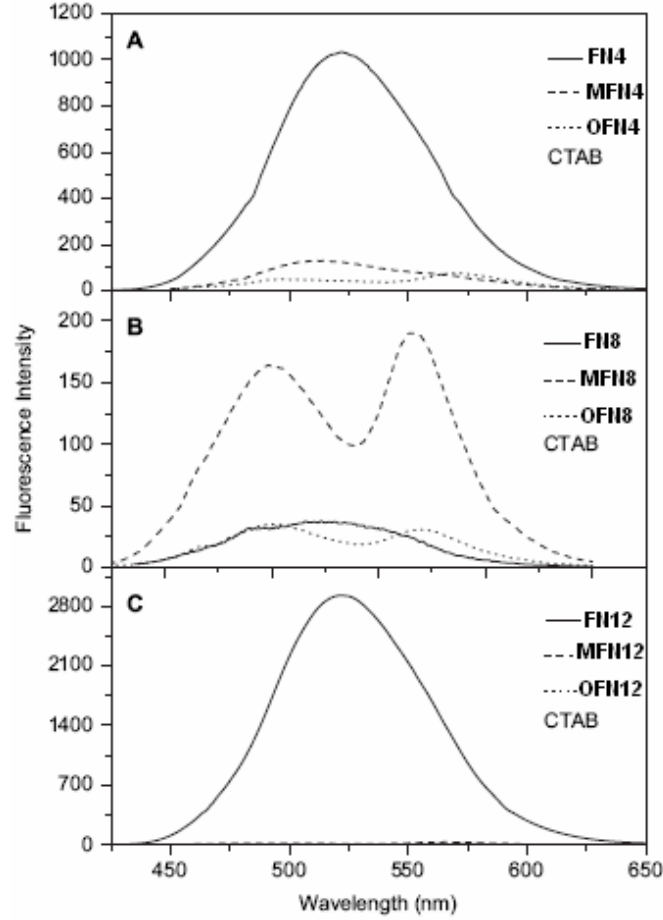 1200
1000
800
600
400
200
0
A
FN4
MFN4
OFN4
CTAB
Fluorescence Intensity
200
150
100
50
0
B
FN8
MFN8
OFN8
CTAB
2800
2100
1400
700
0
C
FN12
MFN12
OFN12
CTAB
450 500 550 600 650
Wavelength (nm)